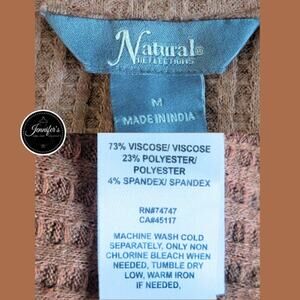 Natural
REFLECTIONS
M
MADE IN INDIA
Jennifer's
73% VISCOSE/ VISCOSE
23% POLYESTER/
POLYESTER
4% SPANDEX/ SPANDEX
RN#74747
CA#45117
MACHINE WASH COLD
SEPARATELY, ONLY NON
CHLORINE BLEACH WHEN
NEEDED, TUMBLE DRY
LOW, WARM IRON
IF NEEDED,